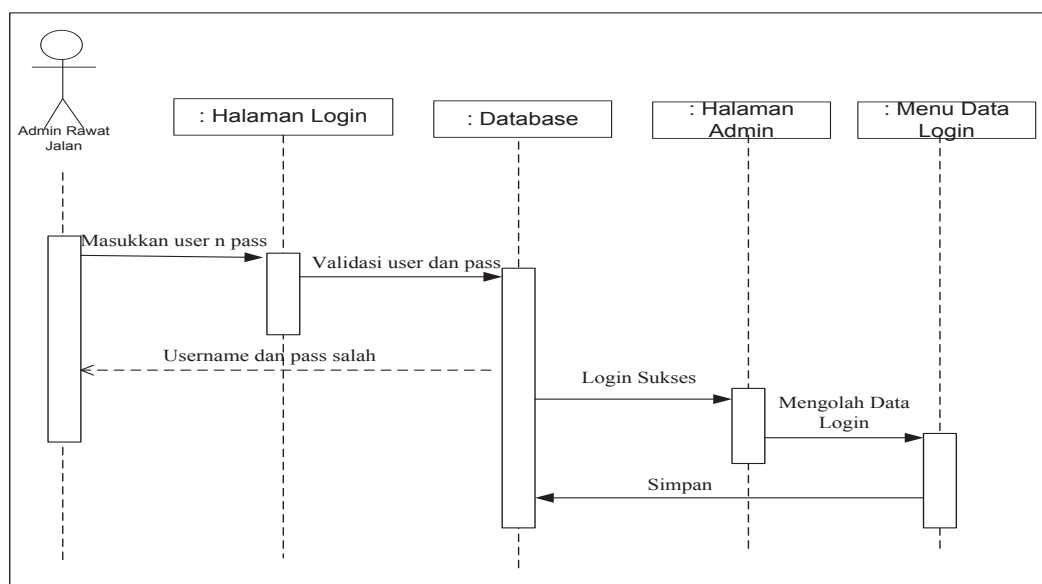 Admin Rawat
Jalan
: Halaman Login
: Database
: Halaman
Admin
: Menu Data
Login
Masukkan user n pass
Validasi user dan pass
Username dan pass salah
Login Sukses
Mengolah Data
Login
Simpan